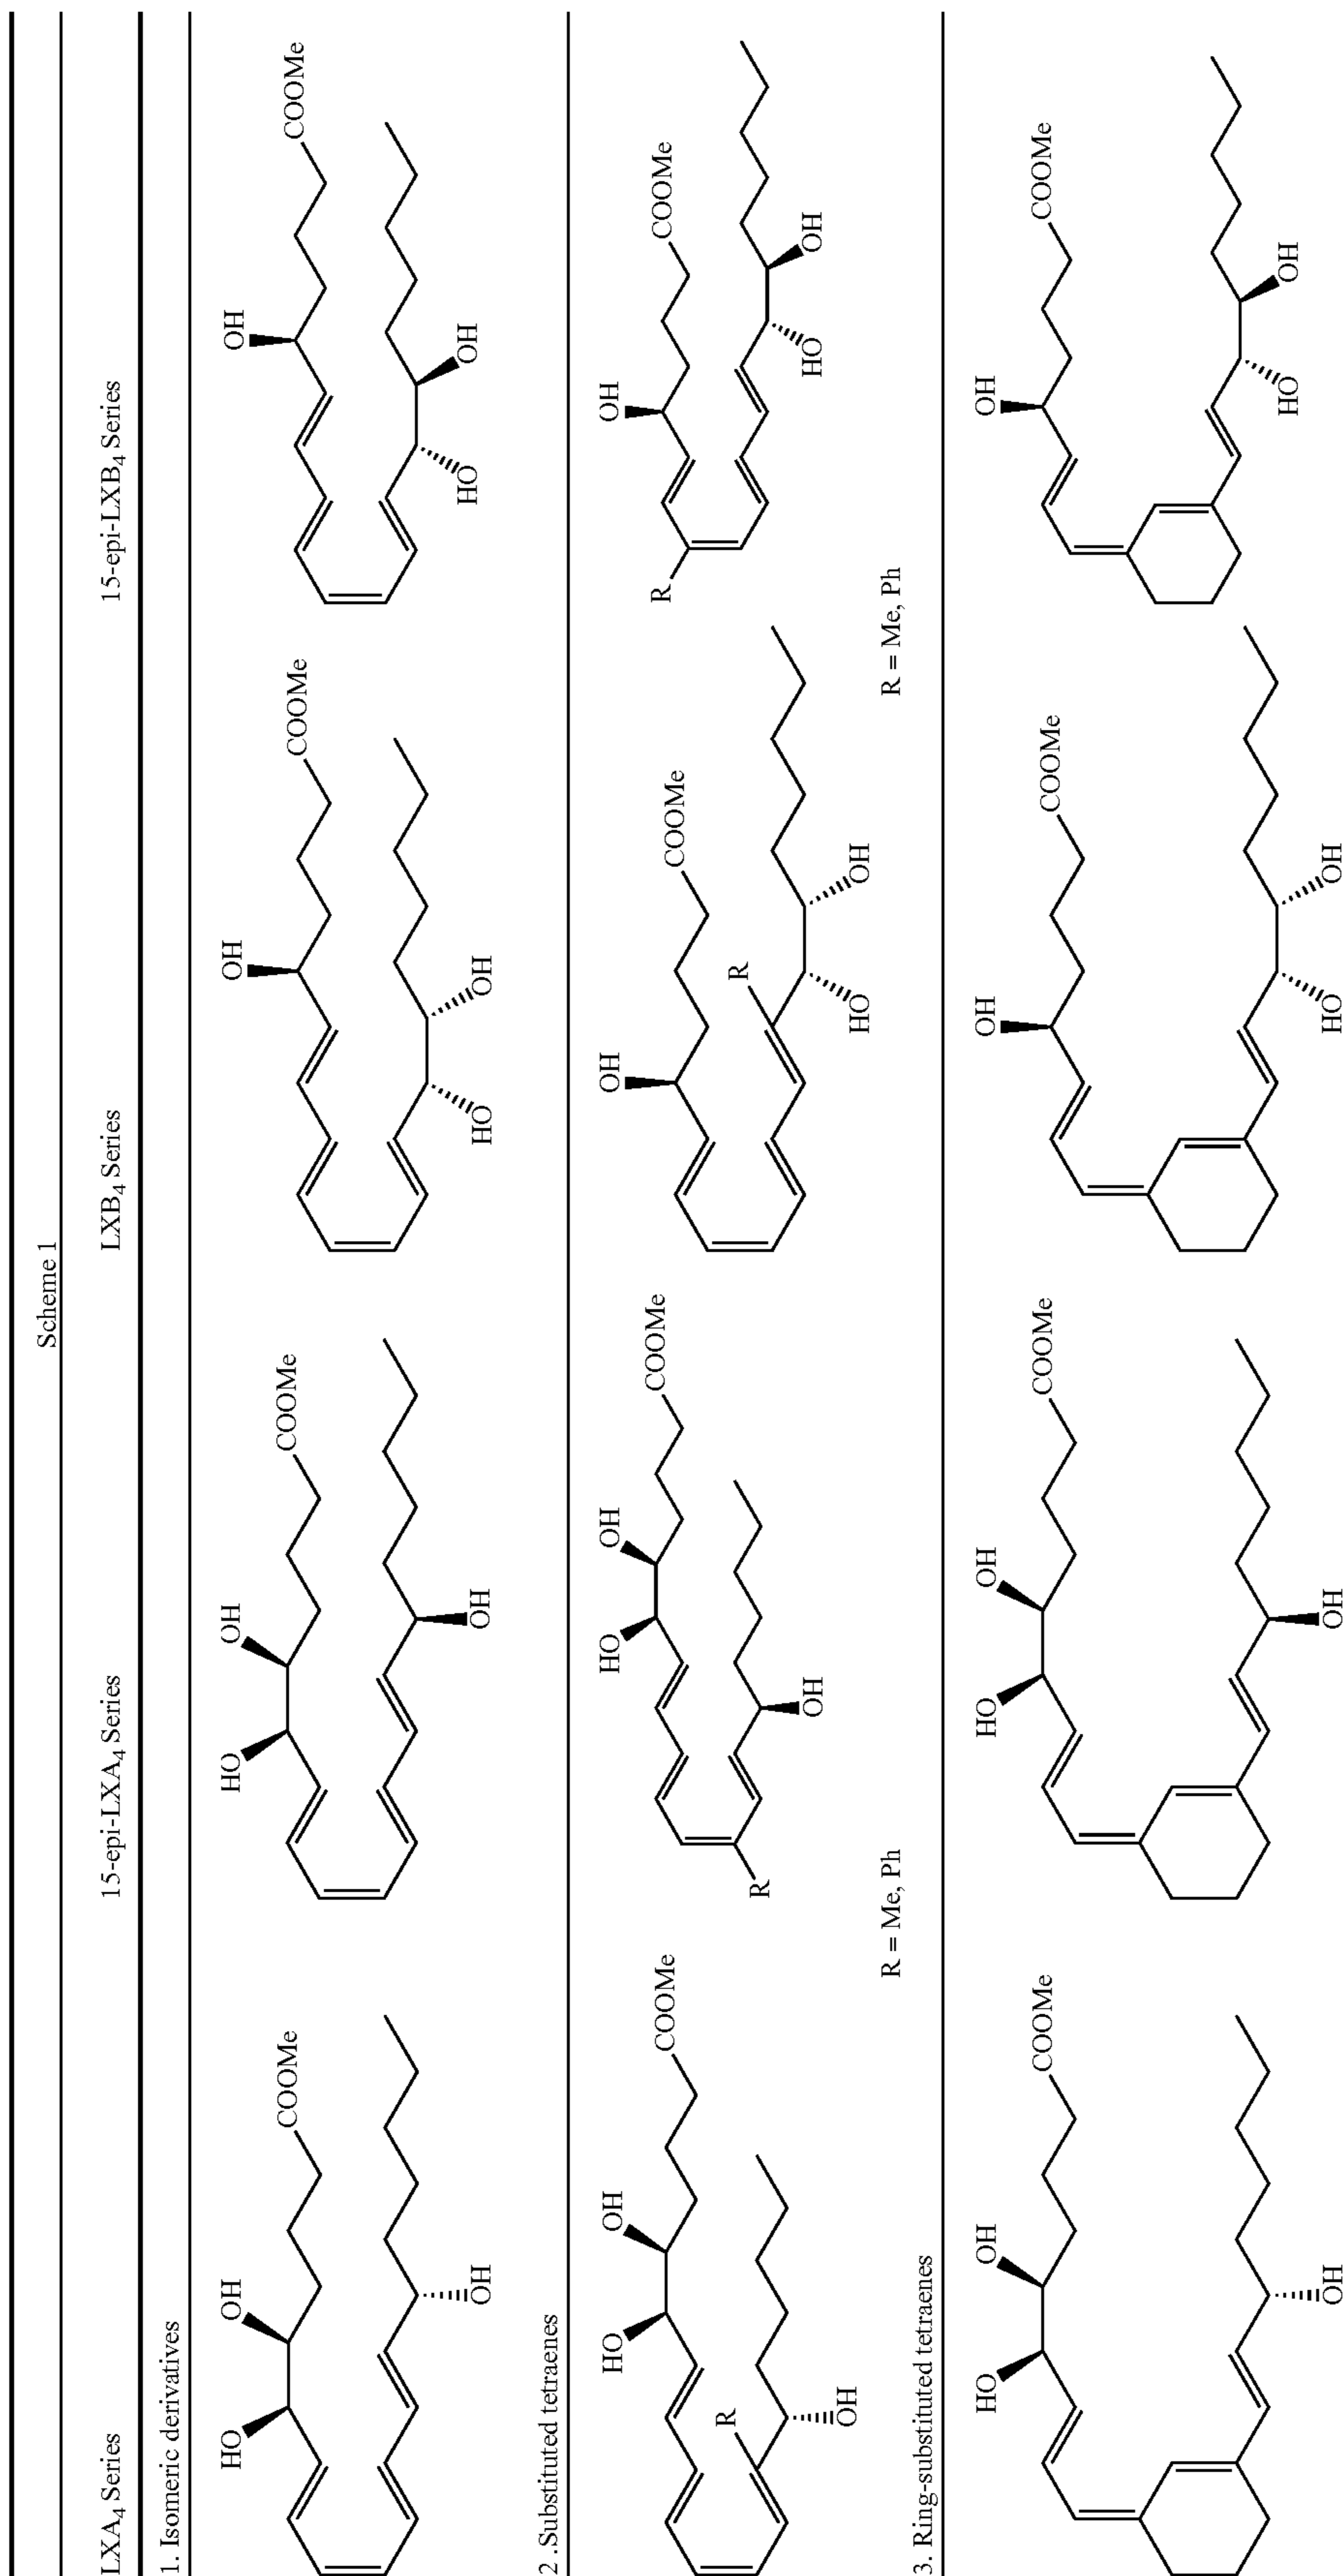 Scheme 1
LXA4 Series 15-epi-LXA4 Series LXB4 Series 15-epi-LXB4 Series
1. Isomeric derivatives
HO OH COOMe OH
HO OH COOMe OH
OH COOMe HO OH
OH COOMe HO OH
2 .Substituted tetraenes
HO OH COOMe R OH
HO OH COOMe R OH
OH COOMe R HO OH
OH COOMe R HO OH
R = Me, Ph
R = Me, Ph
3. Ring-substituted tetraenes
HO OH COOMe OH
HO OH COOMe OH
OH COOMe HO OH
OH COOMe HO OH